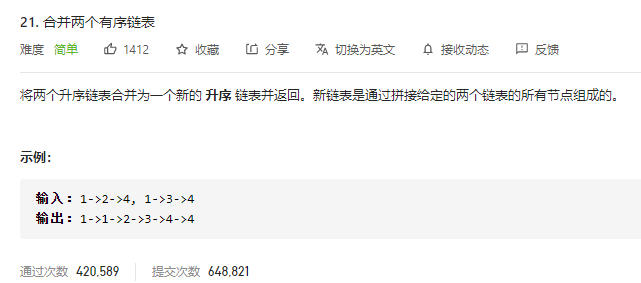 21. 合并两个有序链表
难度 简单 1412 收藏 分享 切换为英文 接收动态 反馈
将两个升序链表合并为一个新的 升序 链表并返回。新链表是通过拼接给定的两个链表的所有节点组成的。
示例：
输入：1->2->4, 1->3->4
输出：1->1->2->3->4->4
通过次数 420,589 提交次数 648,821